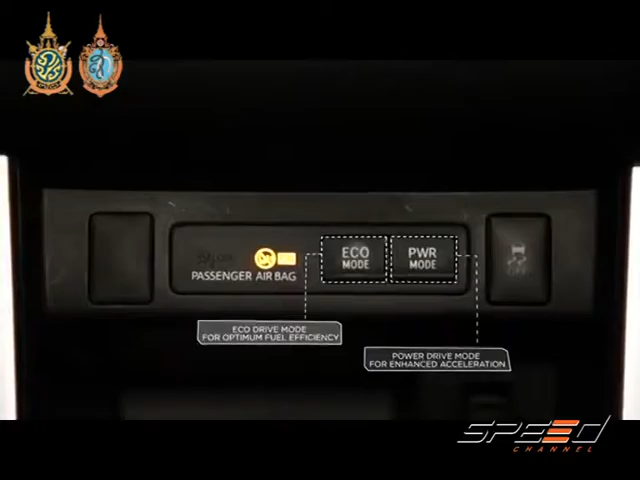 ECO
MODE
PWR
MODE
PASSENGER AIR BAG
OFF
ECO DRIVE MODE
FOR OPTIMUM FUEL EFFICIENCY
POWER DRIVE MODE
FOR ENHANCED ACCELERATION
SPEED
CHANNEL